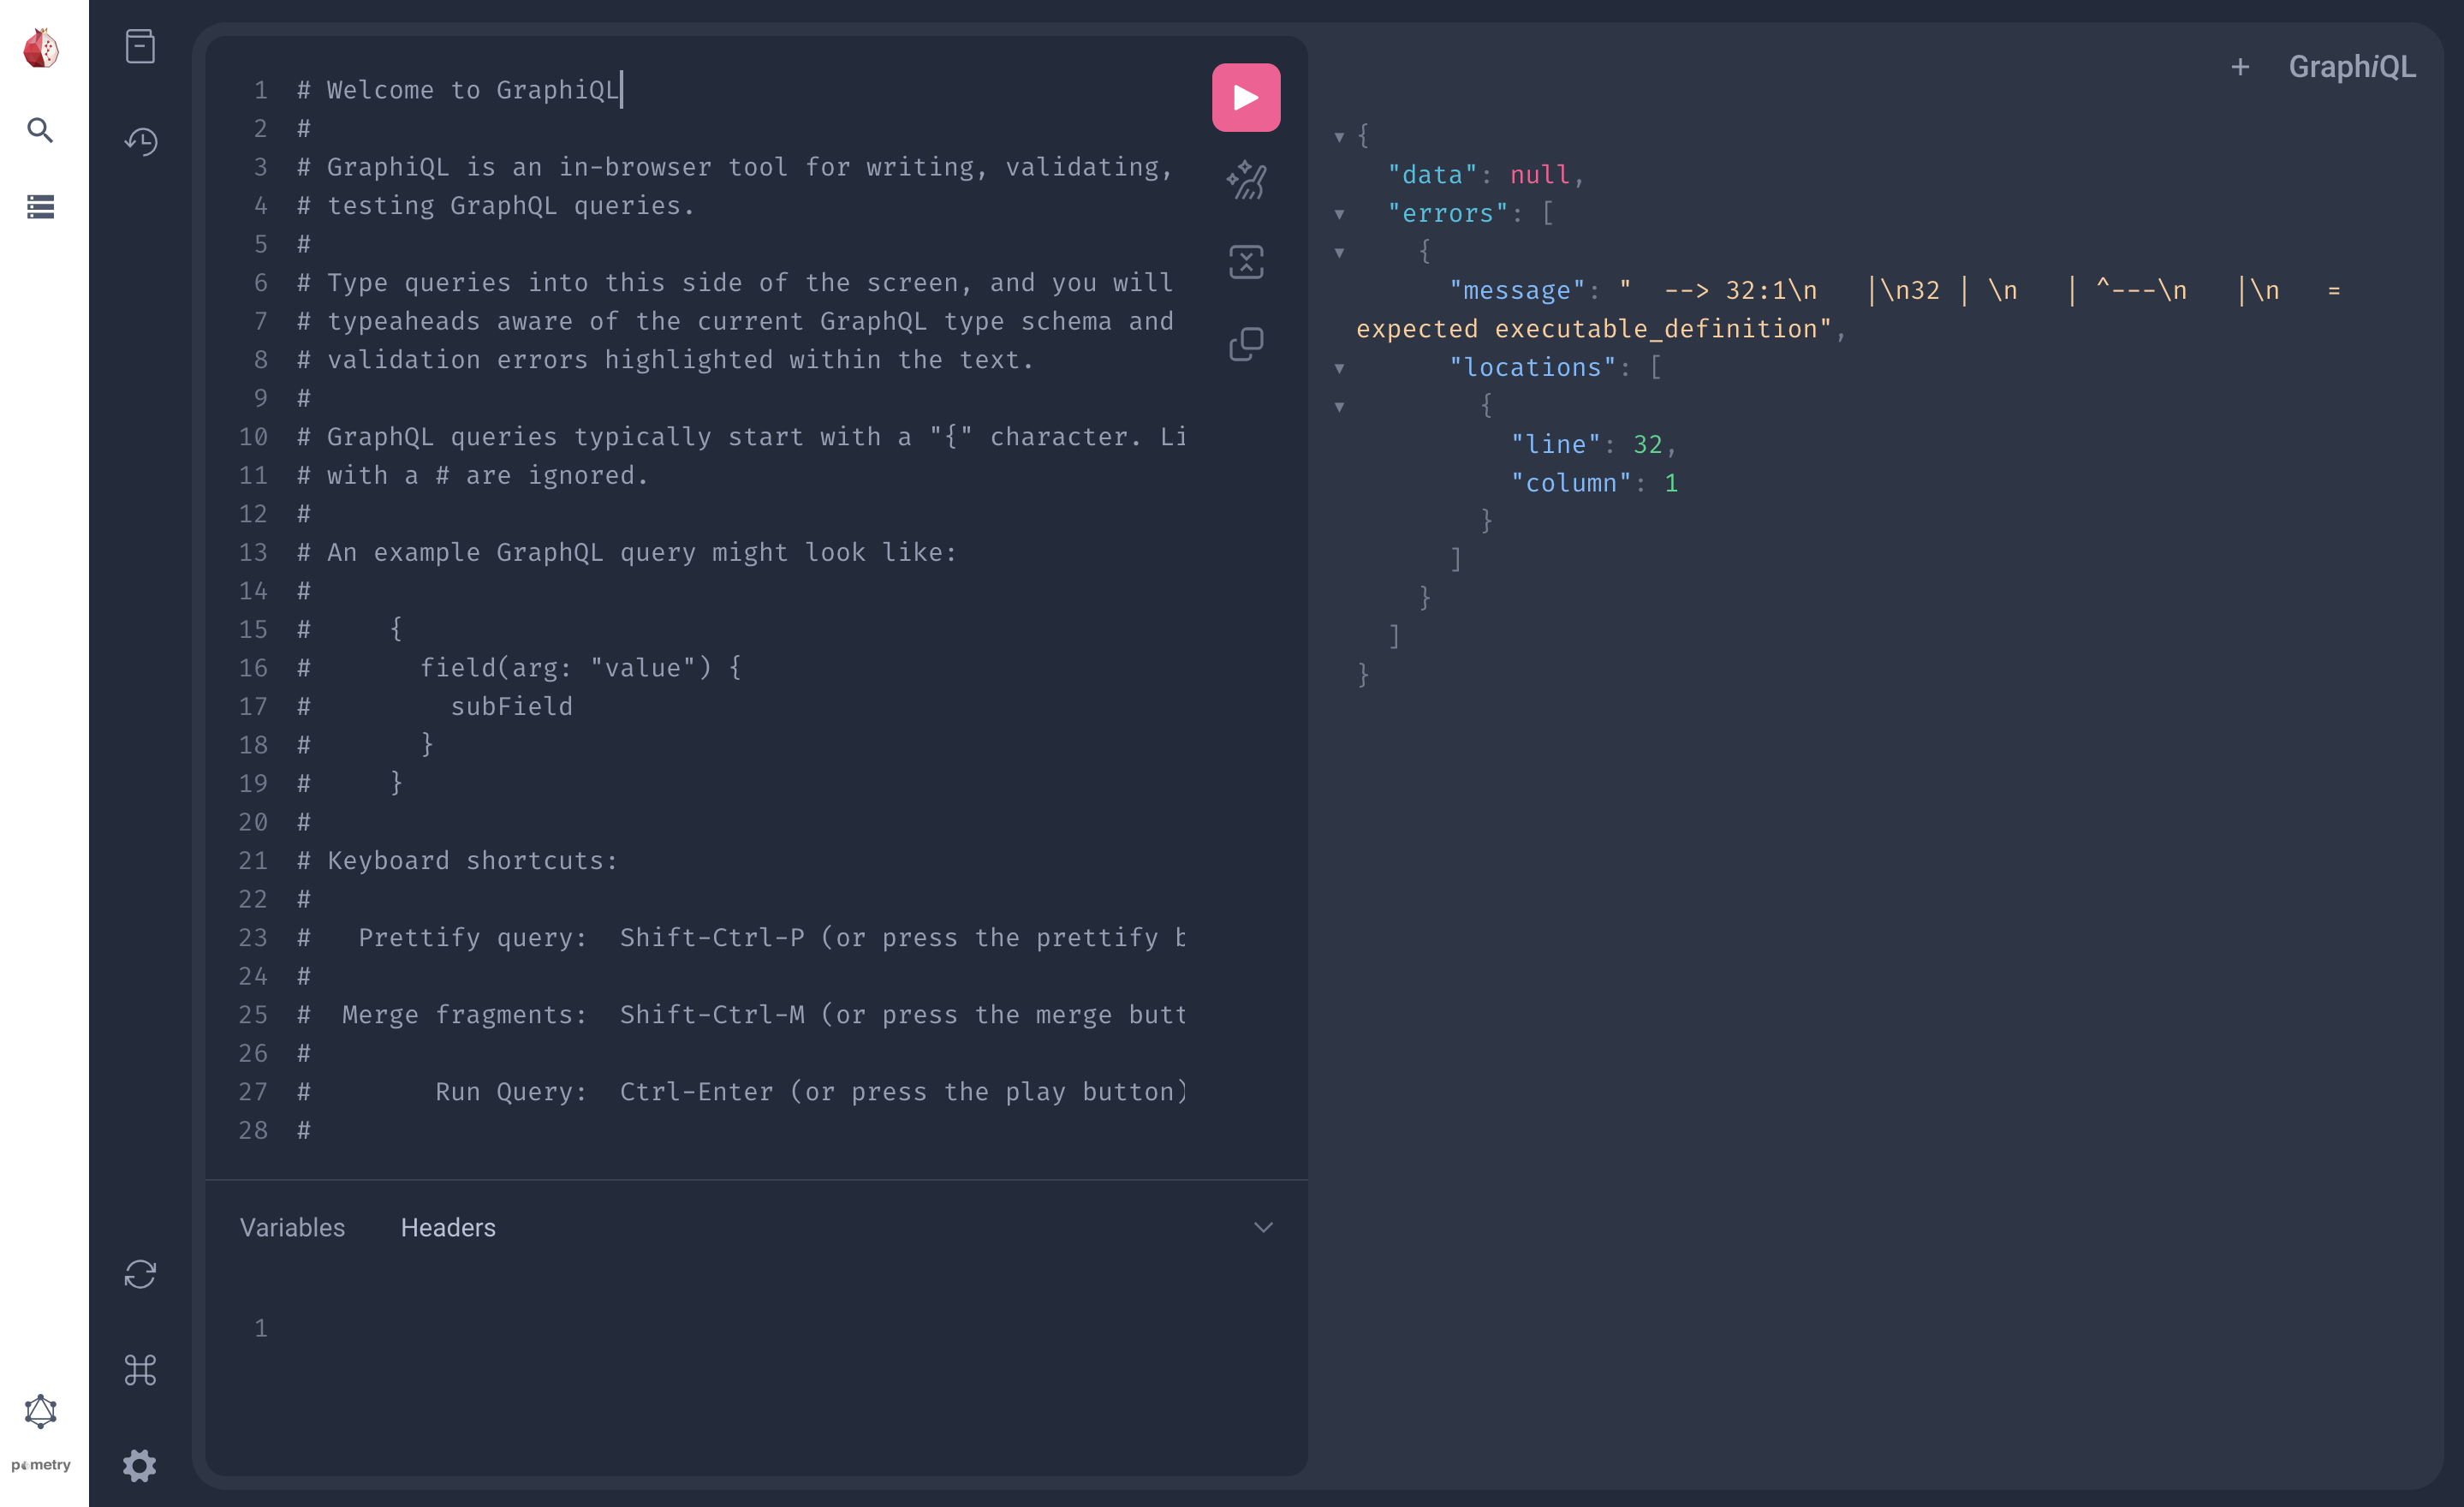 1 # Welcome to GraphiQL
2 #
3 # GraphiQL is an in-browser tool for writing, validating,
4 # testing GraphQL queries.
5 #
6 # Type queries into this side of the screen, and you will
7 # typeaheads aware of the current GraphQL type schema and
8 # validation errors highlighted within the text.
9 #
10 # GraphQL queries typically start with a "{" character. Li
11 # with a # are ignored.
12 #
13 # An example GraphQL query might look like:
14 #
15 #     {
16 #       field(arg: "value") {
17 #         subField
18 #       }
19 #     }
20 #
21 # Keyboard shortcuts:
22 #
23 #   Prettify query:  Shift-Ctrl-P (or press the prettify b
24 #
25 #  Merge fragments:  Shift-Ctrl-M (or press the merge butt
26 #
27 #        Run Query:  Ctrl-Enter (or press the play button)
28 #
Variables Headers
1
+ GraphiQL
{
  "data": null,
  "errors": [
    {
      "message": "  --> 32:1\n   |\n32 | \n   | ^---\n   |\n   =
expected executable_definition",
      "locations": [
        {
          "line": 32,
          "column": 1
        }
      ]
    }
  ]
}
pometry